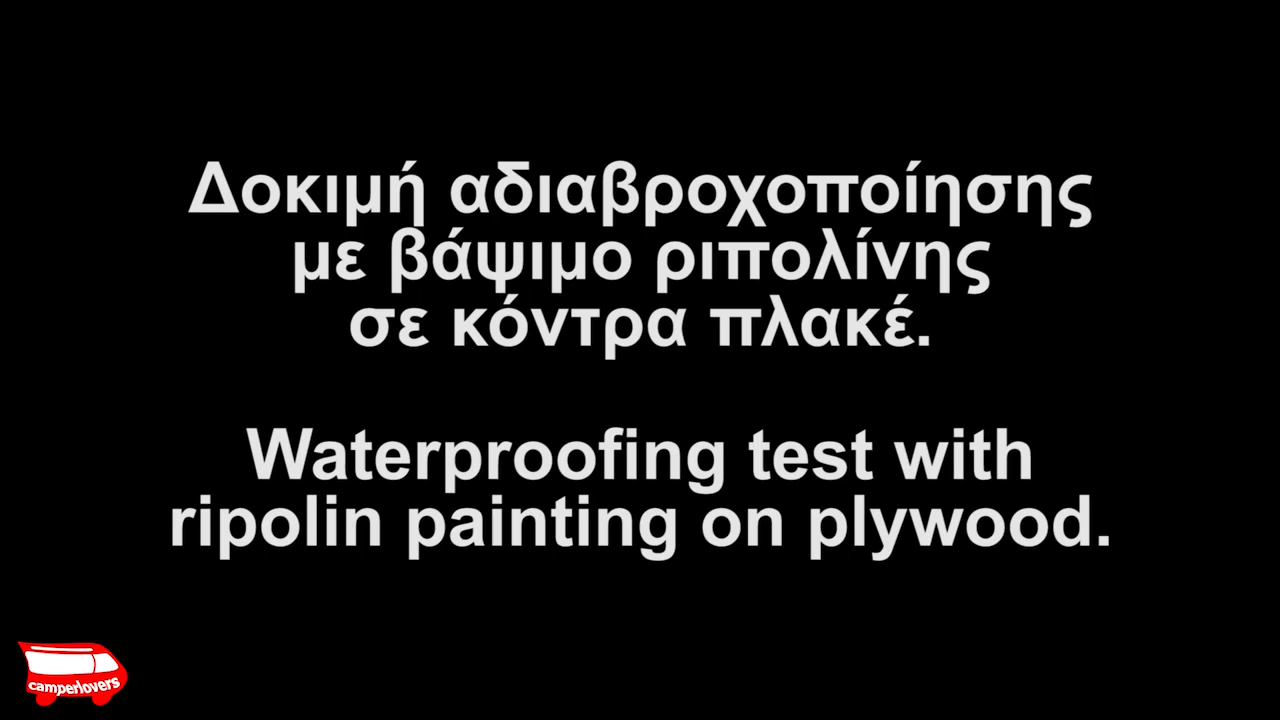 Δοκιμή αδιαβροχοποίησης
με βάψιμο ριπολίνης
σε κόντρα πλακέ.
Waterproofing test with
ripolin painting on plywood.
camperlovers